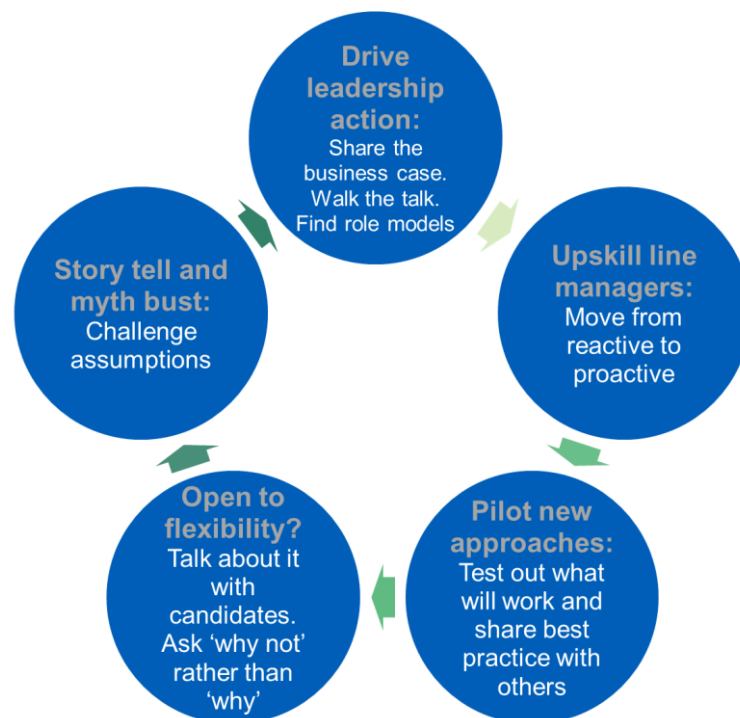 Drive
leadership
action:
Share the
business case.
Walk the talk.
Find role models
Upskill line
managers:
Move from
reactive to
proactive
Pilot new
approaches:
Test out what
will work and
share best
practice with
others
Open to
flexibility?
Talk about it
with
candidates.
Ask ‘why not’
rather than
‘why’
Story tell and
myth bust:
Challenge
assumptions